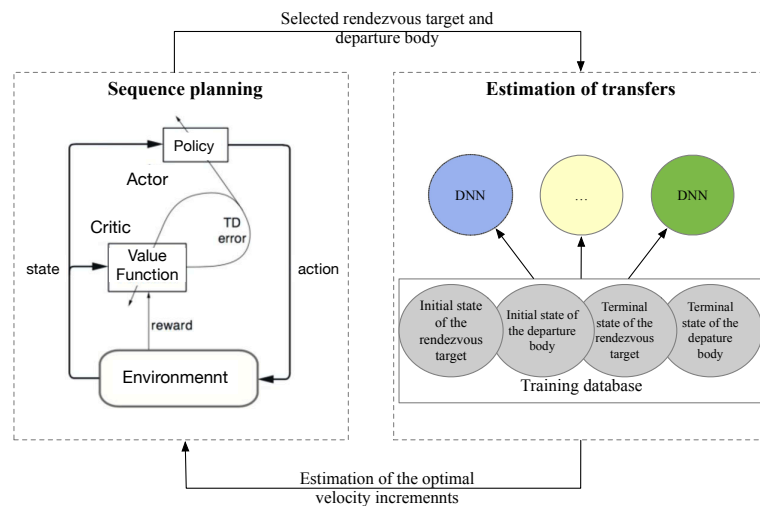 Selected rendezvous target and
departure body
Sequence planning
Policy
Actor
Critic
TD
error
Value
Function
state
action
reward
Environmennt
Estimation of transfers
DNN
...
DNN
Initial state
of the
rendezvous
target
Initial state of
the departure
body
Terminal
state of the
rendezvous
target
Terminal
state of the
depature
body
Training database
Estimation of the optimal
velocity incremennts